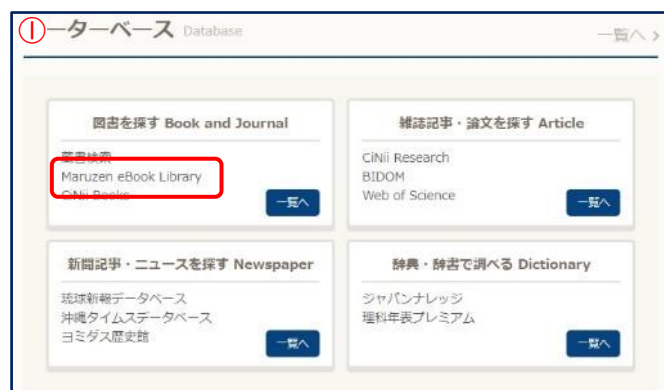 ①ーターベース Database
一覧へ >
図書を探す Book and Journal
蔵書検索
Maruzen eBook Library
CiNii Books
一覧へ
雑誌記事・論文を探す Article
CiNii Research
BIDOM
Web of Science
一覧へ
新聞記事・ニュースを探す Newspaper
琉球新報データベース
沖縄タイムスデータベース
ヨミダス歴史館
一覧へ
辞典・辞書で調べる Dictionary
ジャパンナレッジ
理科年表プレミアム
一覧へ